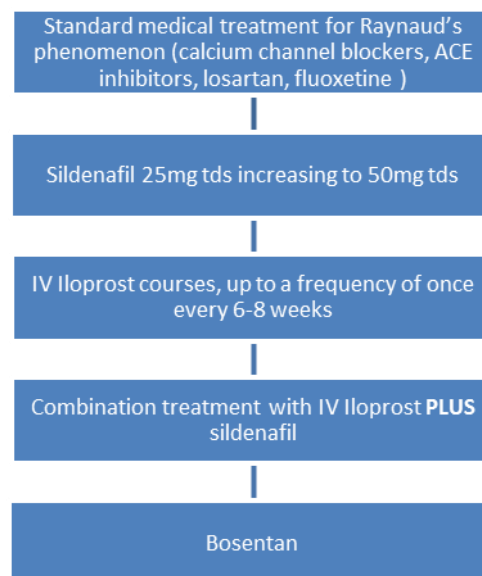 Standard medical treatment for Raynaud's
phenomenon (calcium channel blockers, ACE
inhibitors, losartan, fluoxetine )
Sildenafil 25mg tds increasing to 50mg tds
IV Iloprost courses, up to a frequency of once
every 6-8 weeks
Combination treatment with IV Iloprost PLUS
sildenafil
Bosentan